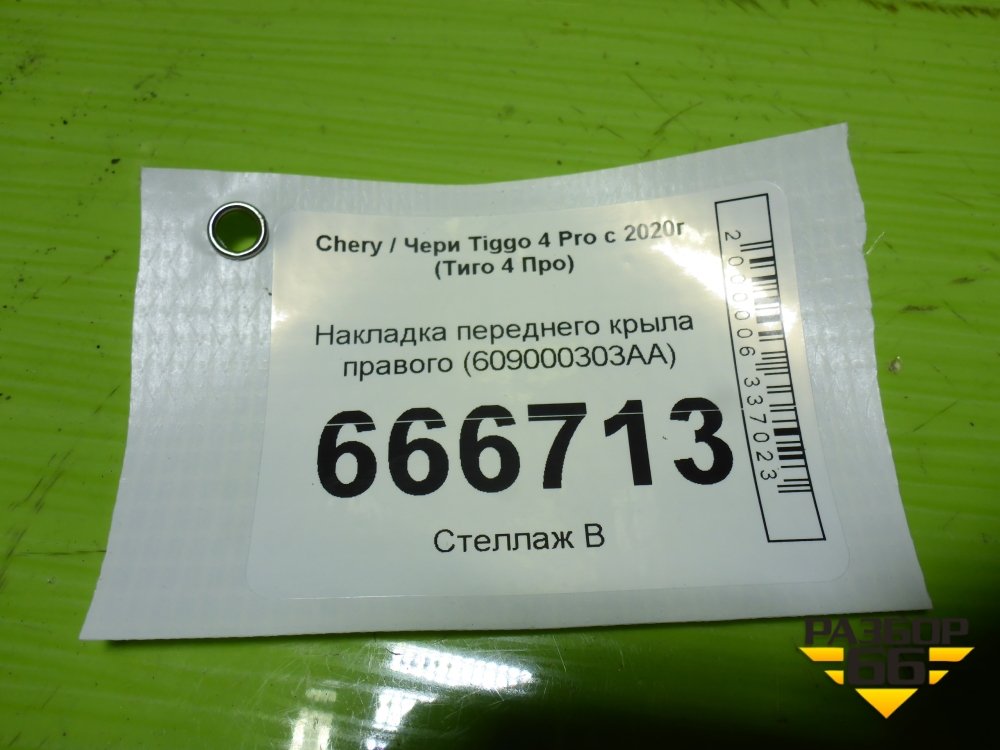 Chery / Чери Tiggo 4 Pro с 2020г
(Тиго 4 Про)
Накладка переднего крыла
правого (609000303AA)
666713
Стеллаж B
2000006337023
РАЗБОР
66